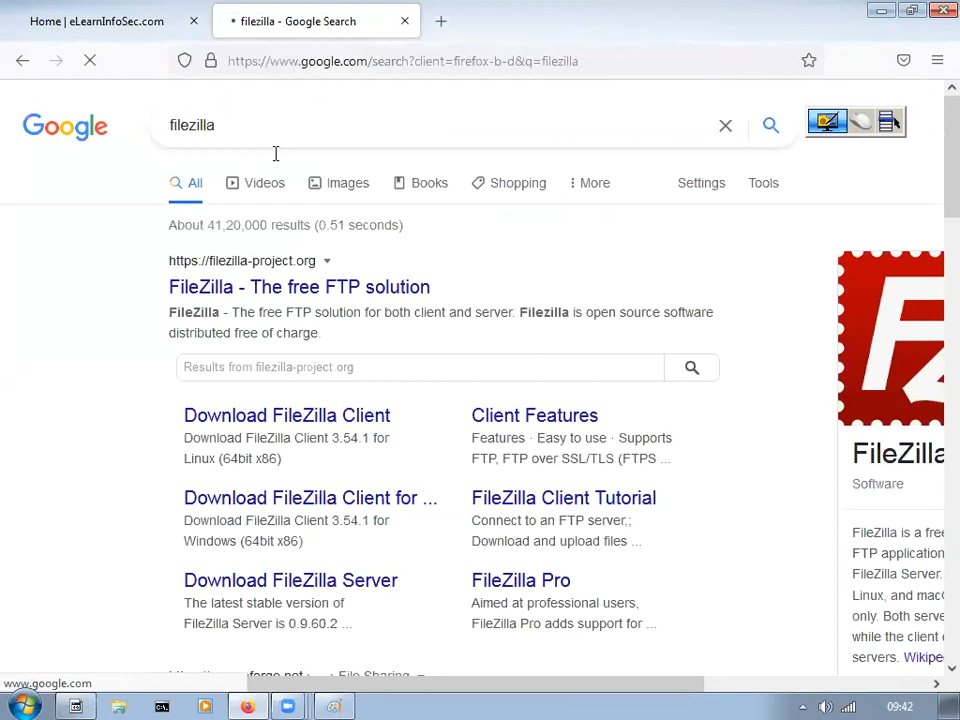 Home | eLearnInfoSec.com
filezilla - Google Search
https://www.google.com/search?client=firefox-b-d&q=filezilla
Google
filezilla
All
Videos
Images
Books
Shopping
More
Settings
Tools
About 41,20,000 results (0.51 seconds)
https://filezilla-project.org
FileZilla - The free FTP solution
FileZilla - The free FTP solution for both client and server. Filezilla is open source software
distributed free of charge.
Results from filezilla-project.org
Download FileZilla Client
Download FileZilla Client 3.54.1 for
Linux (64bit x86)
Client Features
Features · Easy to use · Supports
FTP, FTP over SSL/TLS (FTPS ...
Download FileZilla Client for ...
Download FileZilla Client 3.54.1 for
Windows (64bit x86)
FileZilla Client Tutorial
Connect to an FTP server,;
Download and upload files ...
Download FileZilla Server
The latest stable version of
FileZilla Server is 0.9.60.2 ...
FileZilla Pro
Aimed at professional users,
FileZilla Pro adds support for ...
File Sharing
FileZilla
Software
FileZilla is a free
FTP application
FileZilla Server.
Linux, and mac
only. Both serve
while the client
servers. Wikipe
www.google.com
09:42